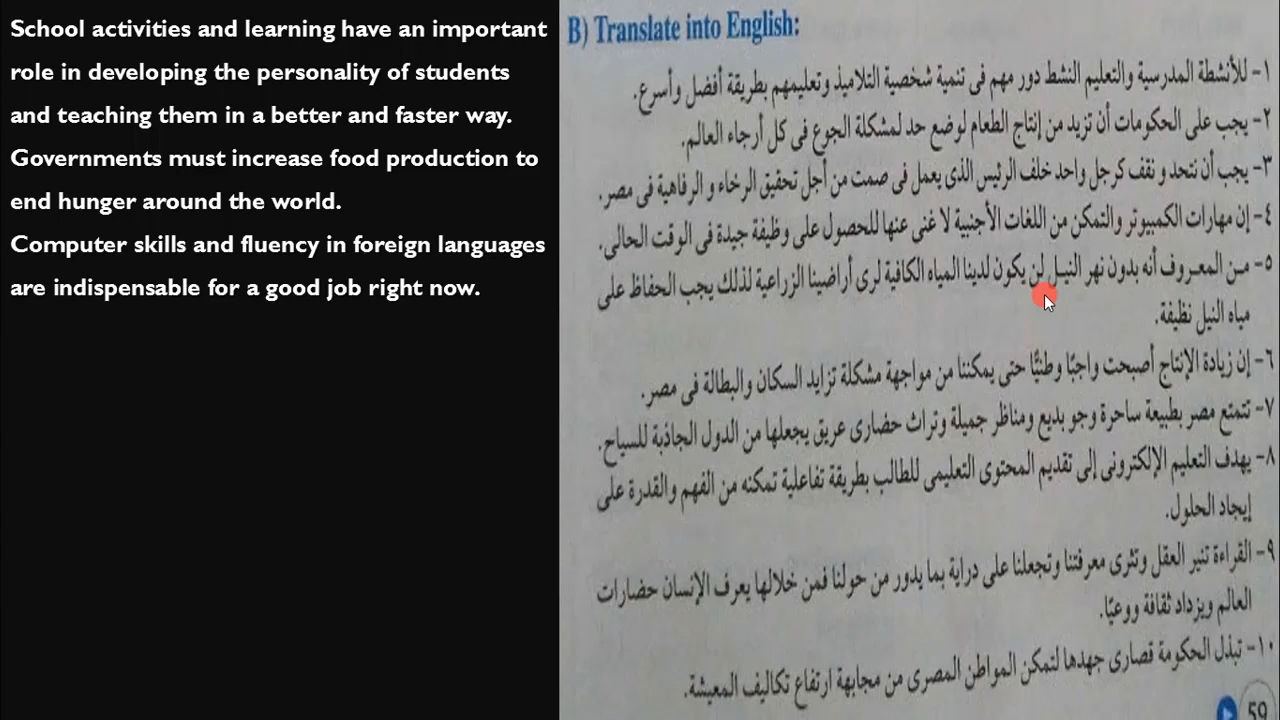 School activities and learning have an important
role in developing the personality of students
and teaching them in a better and faster way.
Governments must increase food production to
end hunger around the world.
Computer skills and fluency in foreign languages
are indispensable for a good job right now.
B) Translate into English:
١- للأنشطة المدرسية والتعليم النشط دور مهم فى تنمية شخصية التلاميذ وتعليمهم بطريقة أفضل وأسرع.
٢- يجب على الحكومات أن تزيد من إنتاج الطعام لوضع حد لمشكلة الجوع فى كل أرجاء العالم.
٣- يجب أن نتحد ونقف كرجل واحد خلف الرئيس الذى يعمل فى صمت من أجل تحقيق الرخاء والرفاهية فى مصر.
٤- إن مهارات الكمبيوتر والتمكن من اللغات الأجنبية لا غنى عنها للحصول على وظيفة جيدة فى الوقت الحالى.
٥- من المعروف أنه بدون نهر النيل لن يكون لدينا المياه الكافية لرى أراضينا الزراعية لذلك يجب الحفاظ على
مياه النيل نظيفة.
٦- إن زيادة الإنتاج أصبحت واجبًا وطنيًّا حتى يمكننا من مواجهة مشكلة تزايد السكان والبطالة فى مصر.
٧- تتمتع مصر بطبيعة ساحرة وجو بديع ومناظر جميلة وتراث حضارى عريق يجعلها من الدول الجاذبة للسياح.
٨- يهدف التعليم الإلكترونى إلى تقديم المحتوى التعليمى للطالب بطريقة تفاعلية تمكنه من الفهم والقدرة على
إيجاد الحلول.
٩- القراءة تنير العقل وتثرى معرفتنا وتجعلنا على دراية بما يدور من حولنا فمن خلالها يعرف الإنسان حضارات
العالم ويزداد ثقافة ووعيًا.
١٠- تبذل الحكومة قصارى جهدها لتمكن المواطن المصرى من مجابهة ارتفاع تكاليف المعيشة.
59